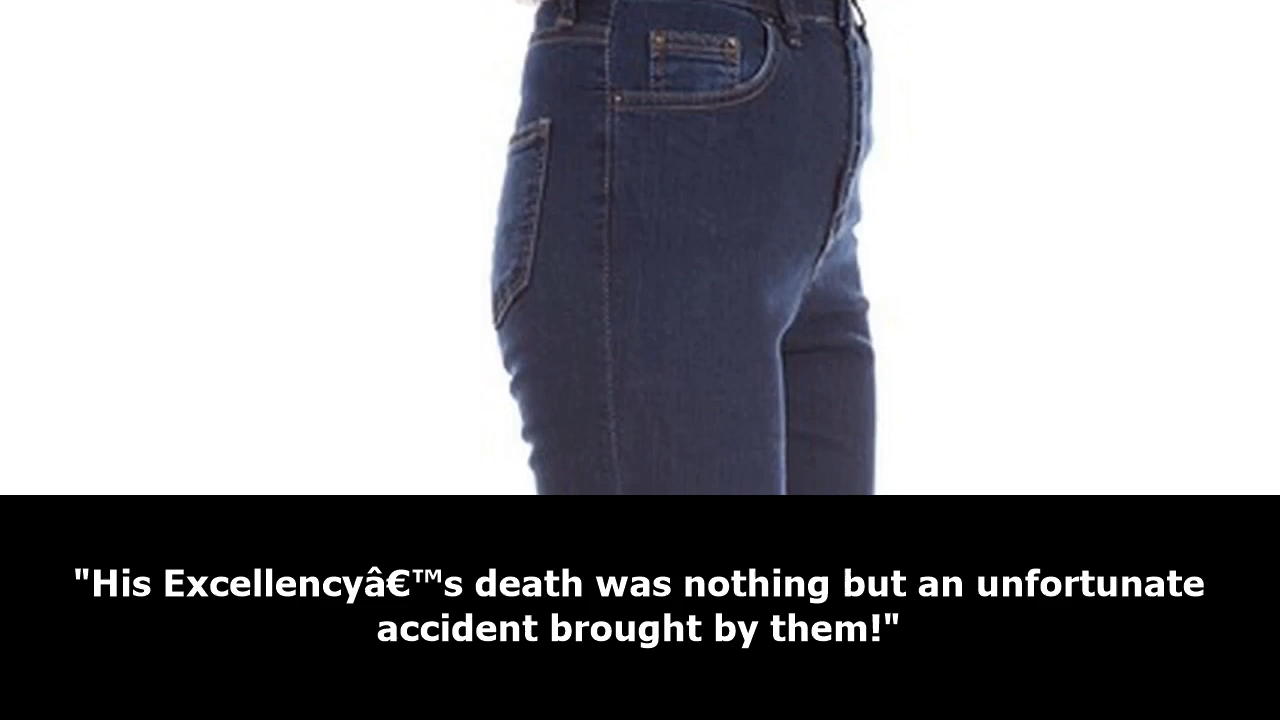 "His Excellencyâ€™s death was nothing but an unfortunate
accident brought by them!"